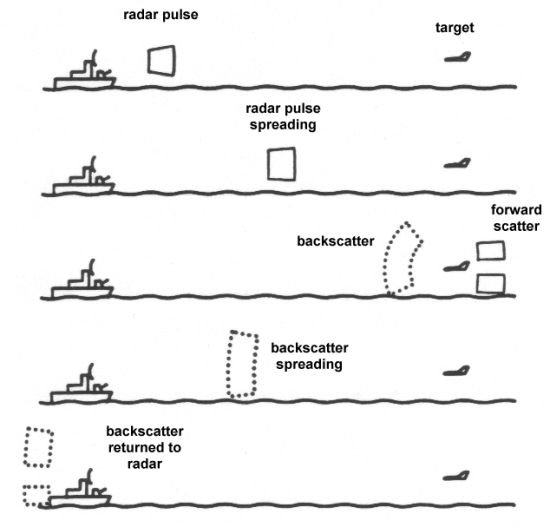 radar pulse
target
radar pulse
spreading
forward
scatter
backscatter
backscatter
spreading
backscatter
returned to
radar